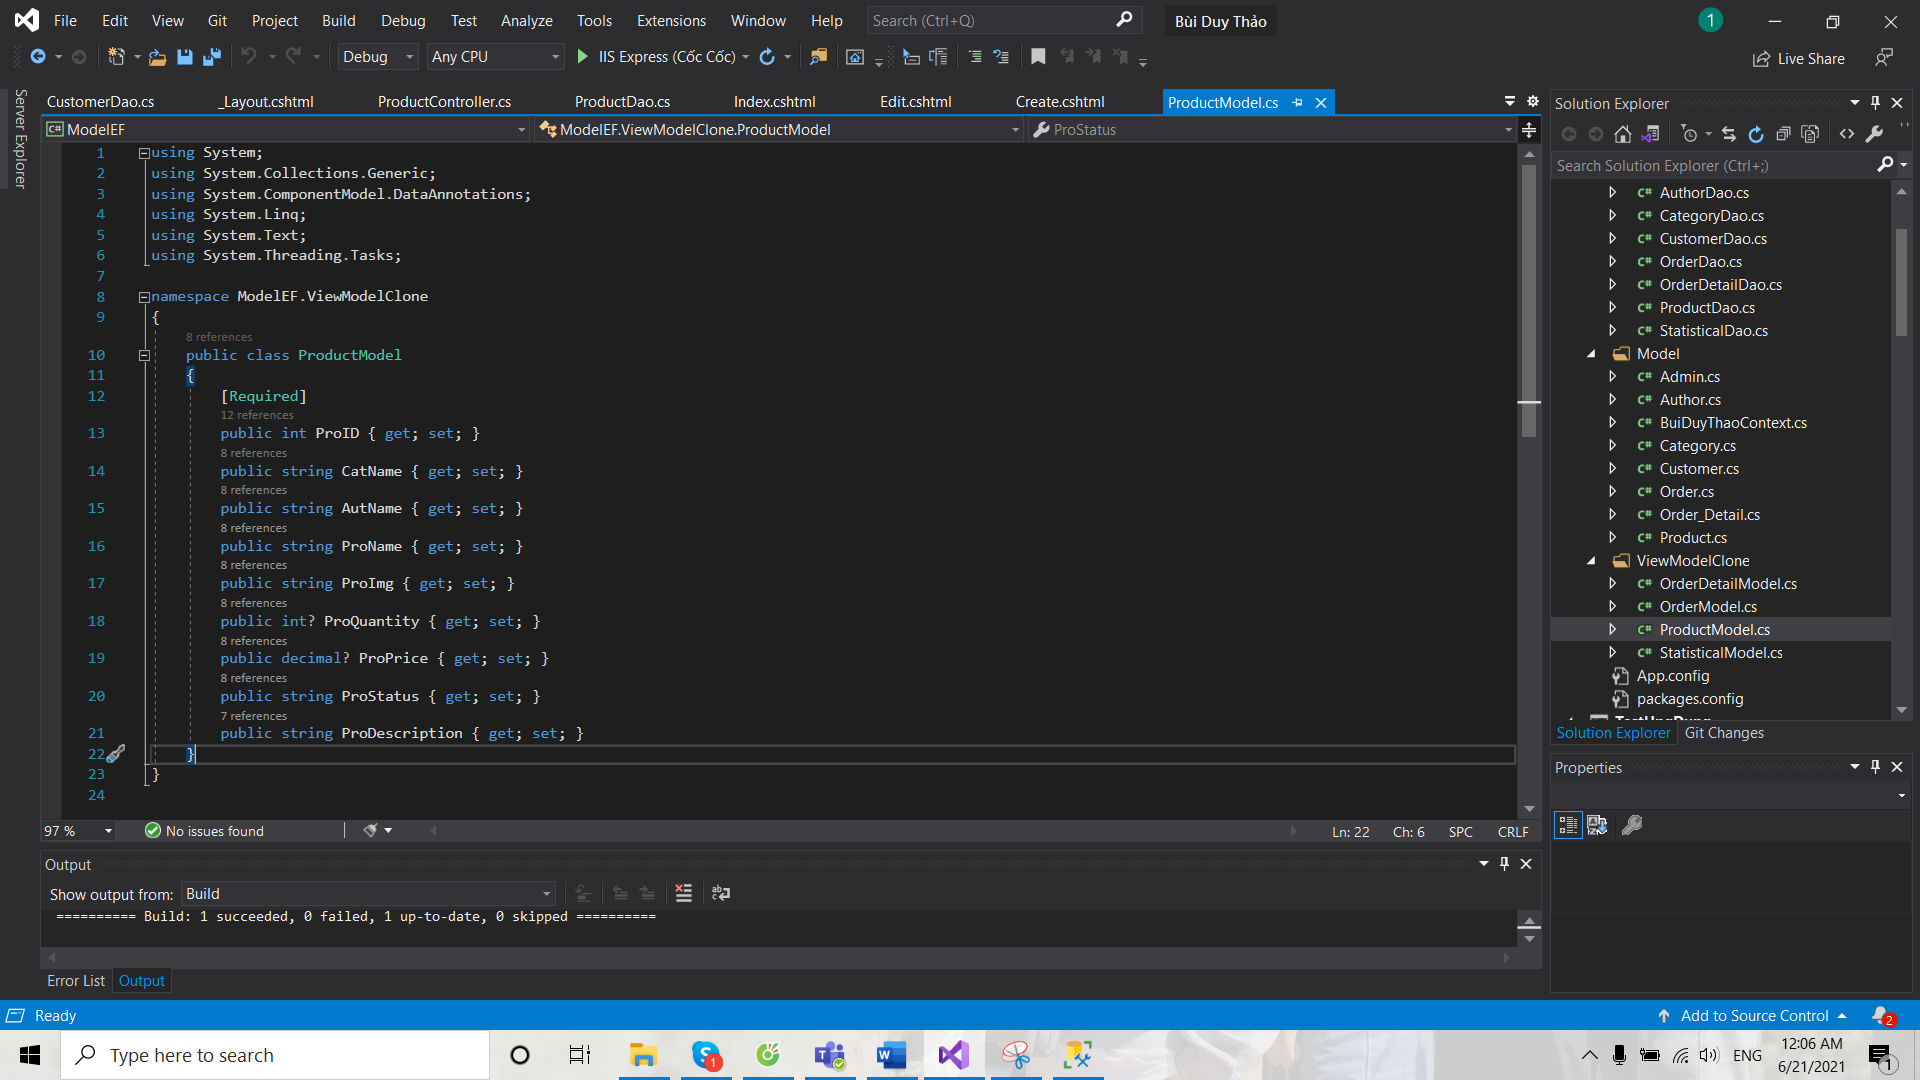 File Edit View Git Project Build Debug Test Analyze Tools Extensions Window Help Search (Ctrl+Q) Bùi Duy Thảo 1
Debug Any CPU IIS Express (Cốc Cốc) Live Share
Server Explorer
CustomerDao.cs _Layout.cshtml ProductController.cs ProductDao.cs Index.cshtml Edit.cshtml Create.cshtml ProductModel.cs
ModelEF ModelEF.ViewModelClone.ProductModel ProStatus
1 using System;
2 using System.Collections.Generic;
3 using System.ComponentModel.DataAnnotations;
4 using System.Linq;
5 using System.Text;
6 using System.Threading.Tasks;
7
8 namespace ModelEF.ViewModelClone
9 {
8 references
10 public class ProductModel
11 {
12 [Required]
12 references
13 public int ProID { get; set; }
8 references
14 public string CatName { get; set; }
8 references
15 public string AutName { get; set; }
8 references
16 public string ProName { get; set; }
8 references
17 public string ProImg { get; set; }
8 references
18 public int? ProQuantity { get; set; }
8 references
19 public decimal? ProPrice { get; set; }
8 references
20 public string ProStatus { get; set; }
7 references
21 public string ProDescription { get; set; }
22 }
23 }
24
97 % No issues found Ln: 22 Ch: 6 SPC CRLF
Output
Show output from: Build
========== Build: 1 succeeded, 0 failed, 1 up-to-date, 0 skipped ==========
Error List Output
Solution Explorer
Search Solution Explorer (Ctrl+;)
C# AuthorDao.cs
C# CategoryDao.cs
C# CustomerDao.cs
C# OrderDao.cs
C# OrderDetailDao.cs
C# ProductDao.cs
C# StatisticalDao.cs
Model
C# Admin.cs
C# Author.cs
C# BuiDuyThaoContext.cs
C# Category.cs
C# Customer.cs
C# Order.cs
C# Order_Detail.cs
C# Product.cs
ViewModelClone
C# OrderDetailModel.cs
C# OrderModel.cs
C# ProductModel.cs
C# StatisticalModel.cs
App.config
packages.config
Solution Explorer Git Changes
Properties
Ready Add to Source Control 2
Type here to search ENG 12:06 AM
6/21/2021 1